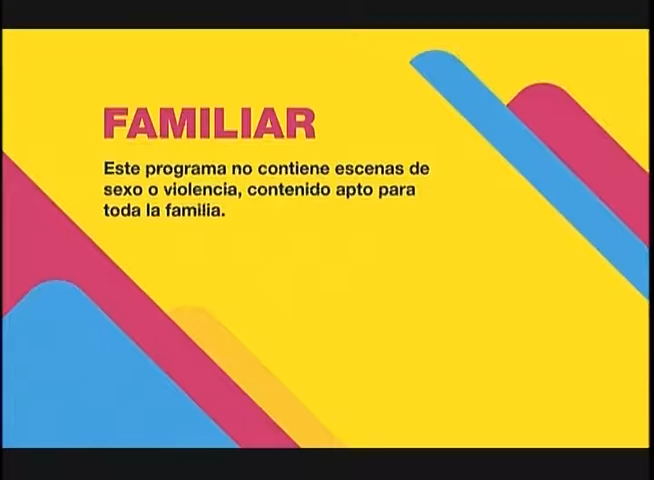 FAMILIAR
Este programa no contiene escenas de
sexo o violencia, contenido apto para
toda la familia.